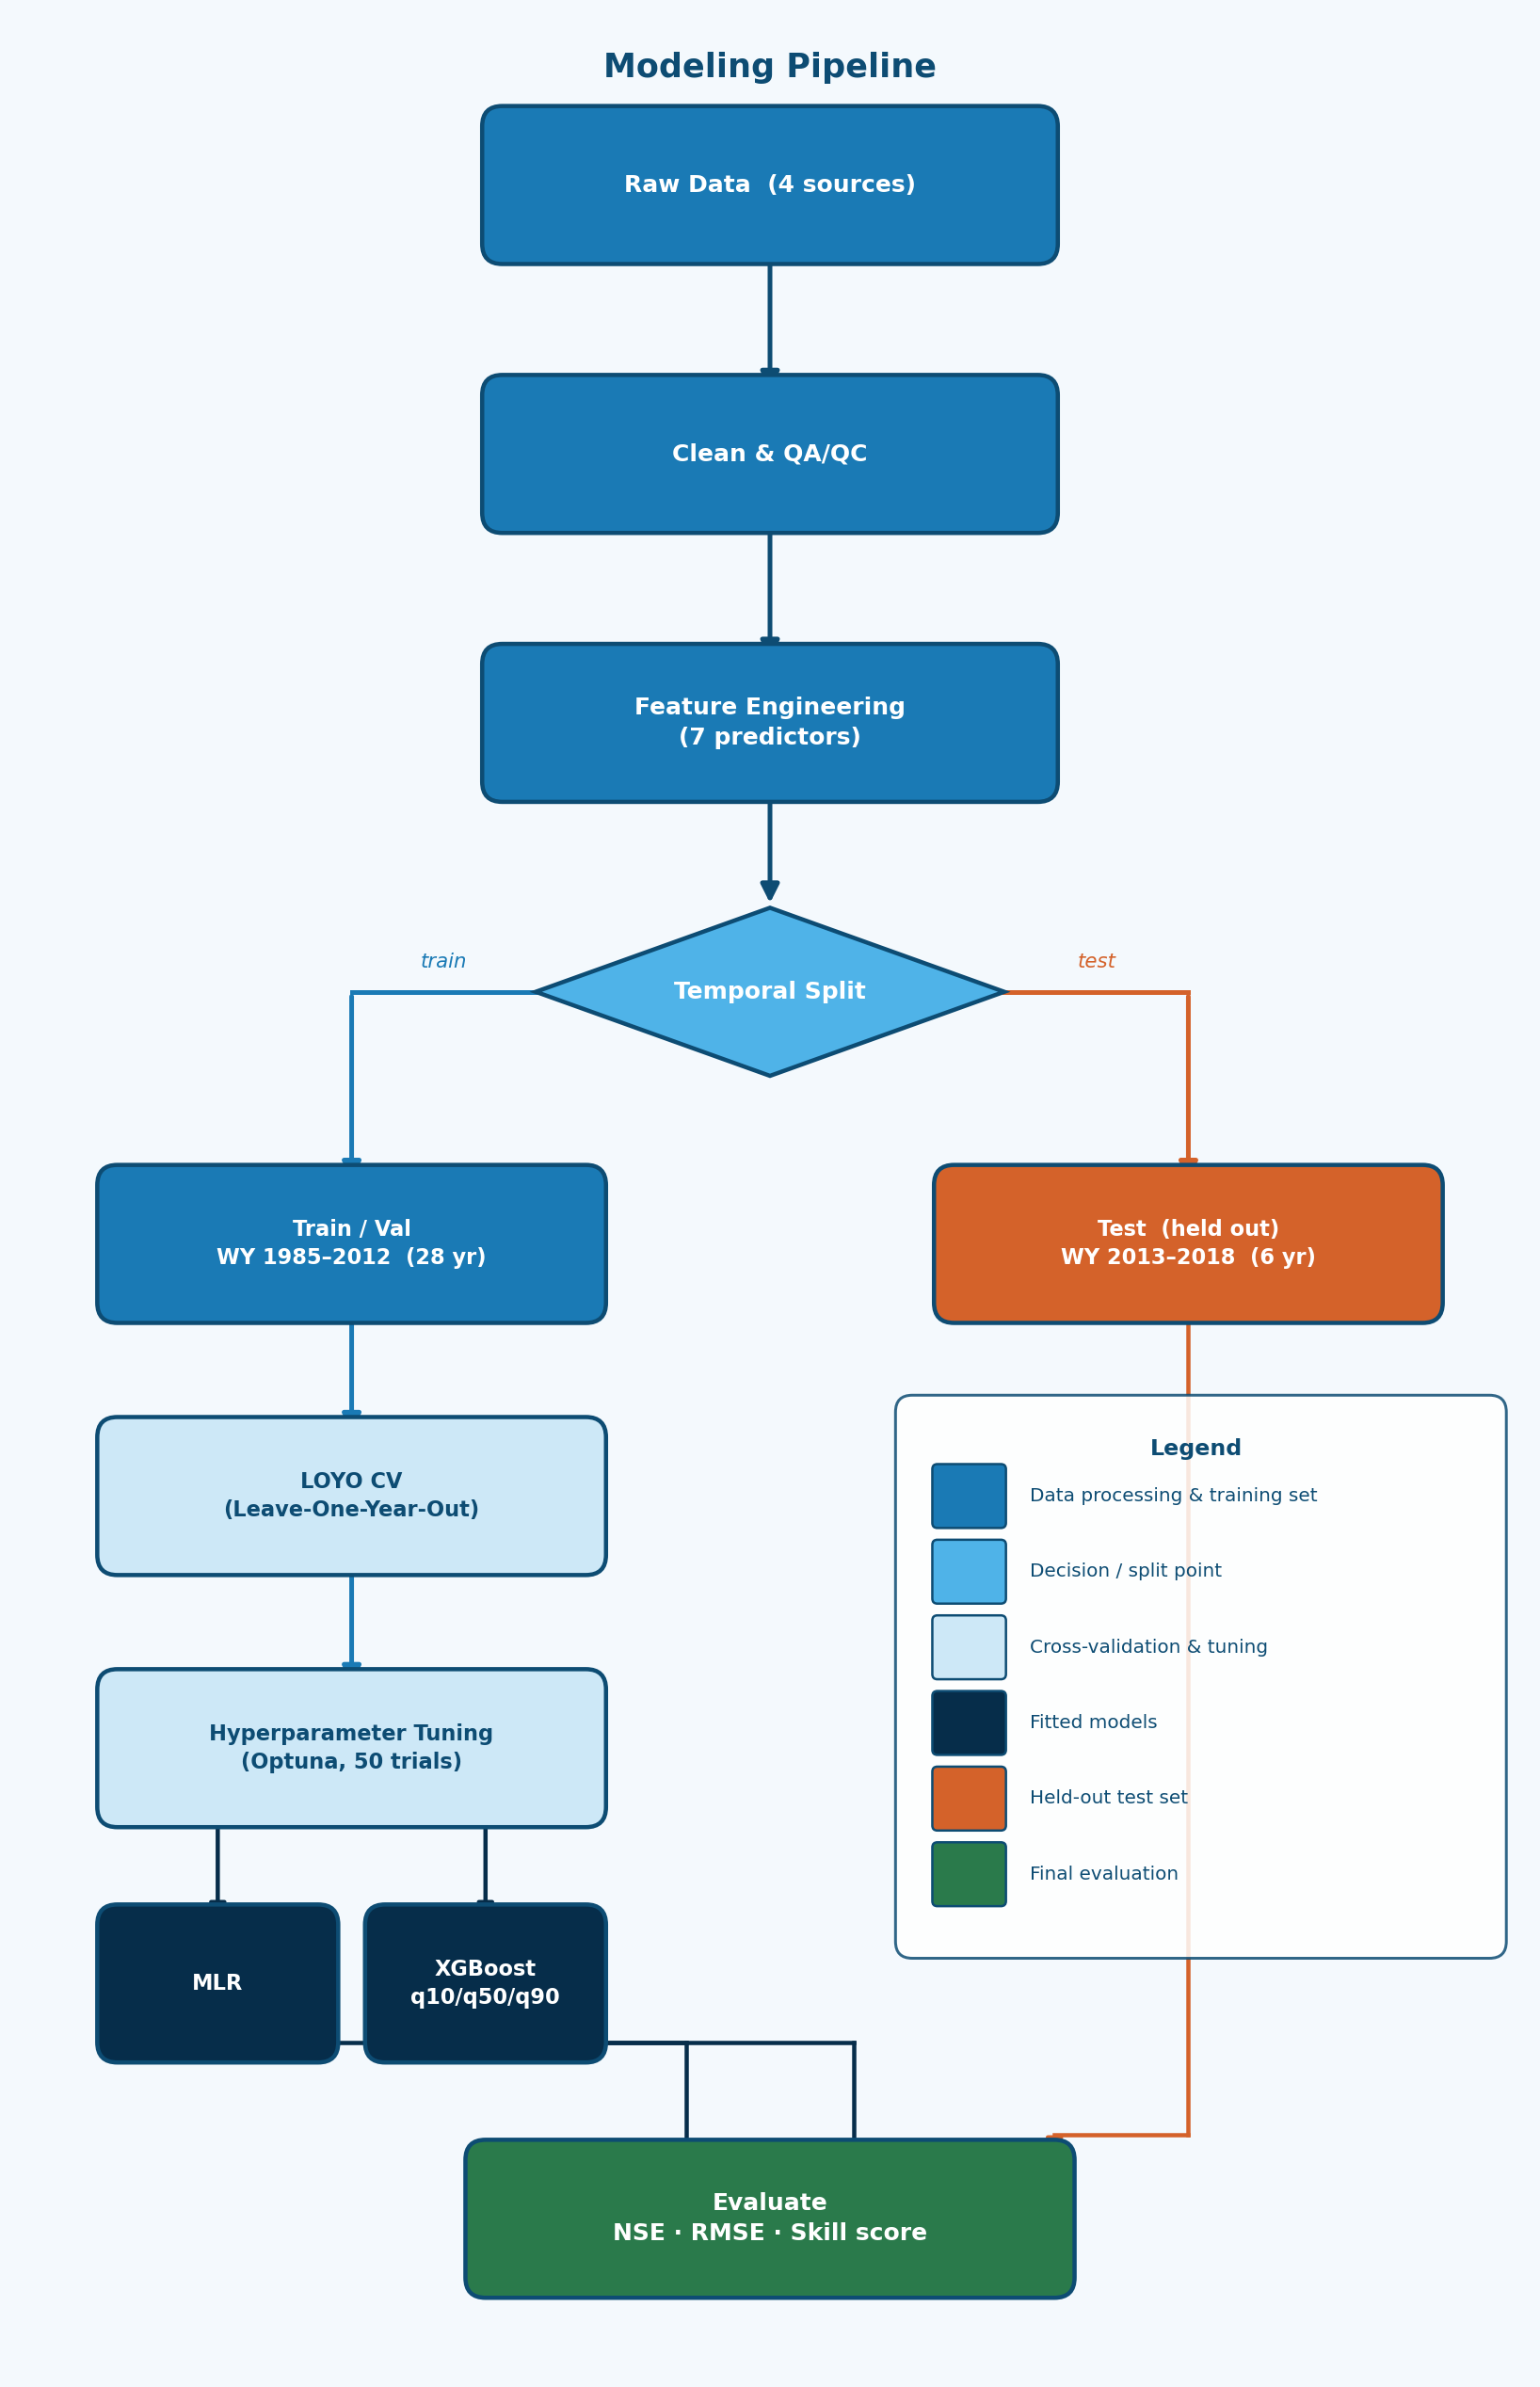 Modeling Pipeline
Raw Data  (4 sources)
Clean & QA/QC
Feature Engineering
(7 predictors)
train
test
Temporal Split
Train / Val
WY 1985–2012  (28 yr)
Test  (held out)
WY 2013–2018  (6 yr)
LOYO CV
(Leave-One-Year-Out)
Legend
Data processing & training set
Decision / split point
Cross-validation & tuning
Fitted models
Held-out test set
Final evaluation
Hyperparameter Tuning
(Optuna, 50 trials)
MLR
XGBoost
q10/q50/q90
Evaluate
NSE · RMSE · Skill score